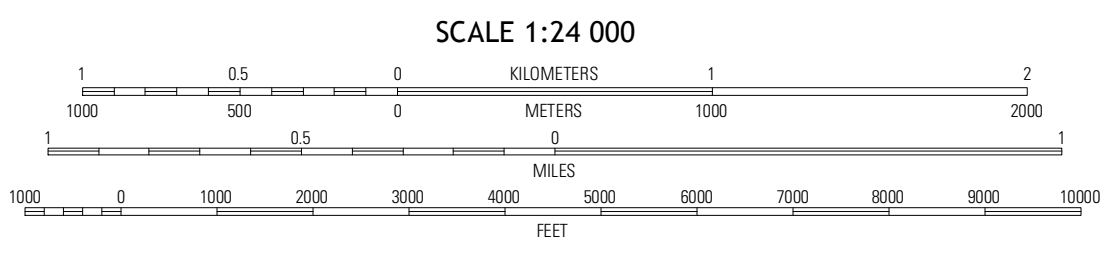 SCALE 1:24 000
1 0.5 0 KILOMETERS 1 2
1000 500 0 METERS 1000 2000
1 0.5 0 1
MILES
1000 0 1000 2000 3000 4000 5000 6000 7000 8000 9000 10000
FEET